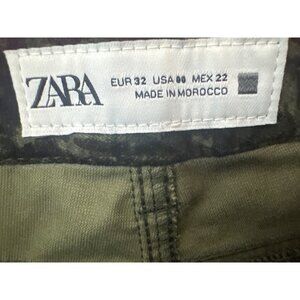 ZARA
EUR 32 USA 00 MEX 22
MADE IN MOROCCO